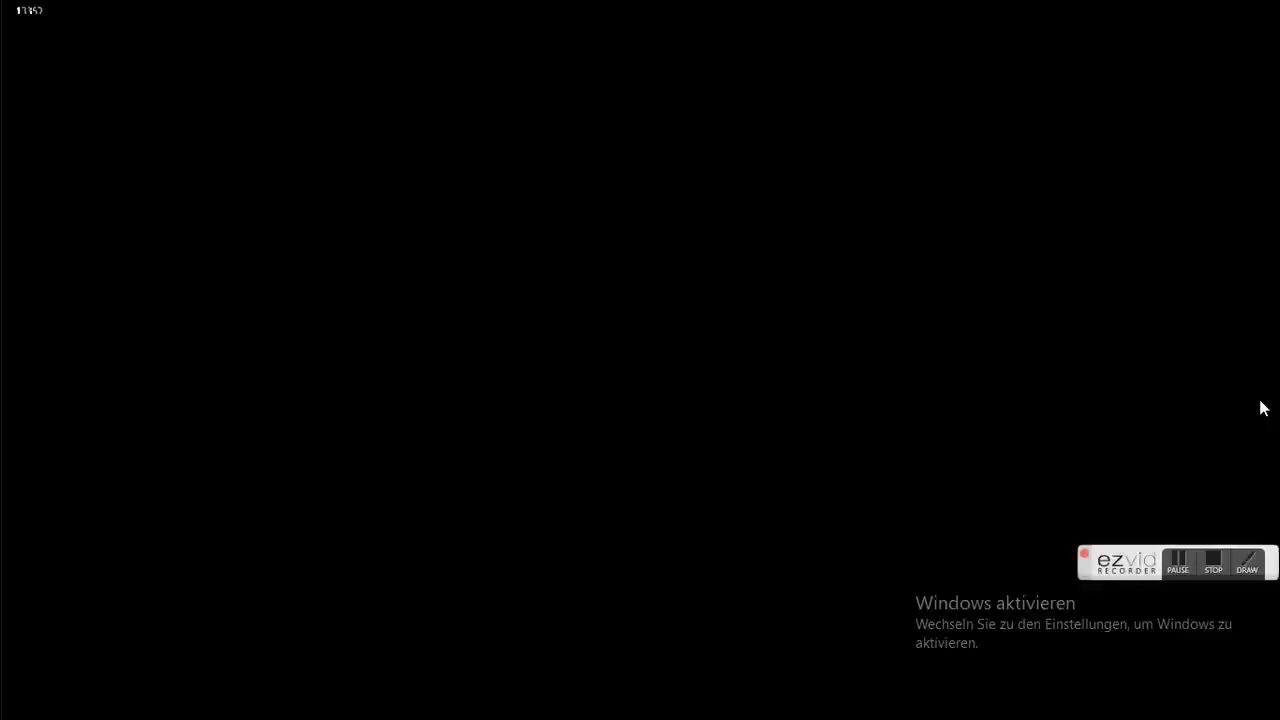 ezvid
RECORDER
PAUSE
STOP
DRAW
Windows aktivieren
Wechseln Sie zu den Einstellungen, um Windows zu
aktivieren.